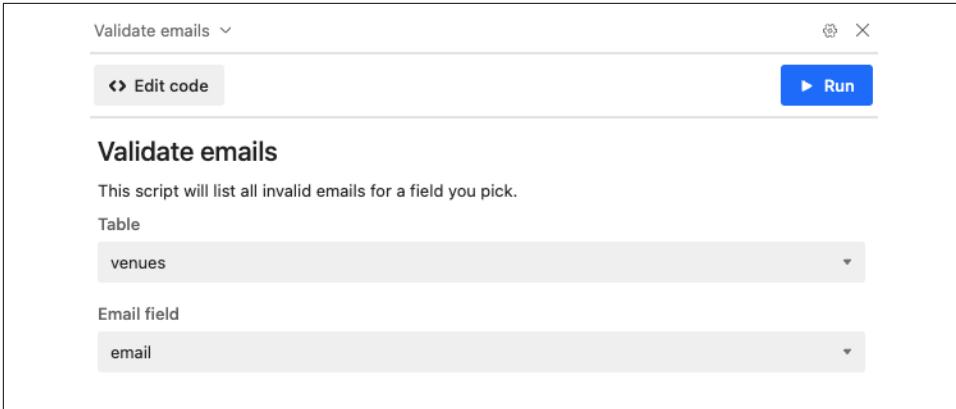 Validate emails
Edit code
Run
Validate emails
This script will list all invalid emails for a field you pick.
Table
venues
Email field
email